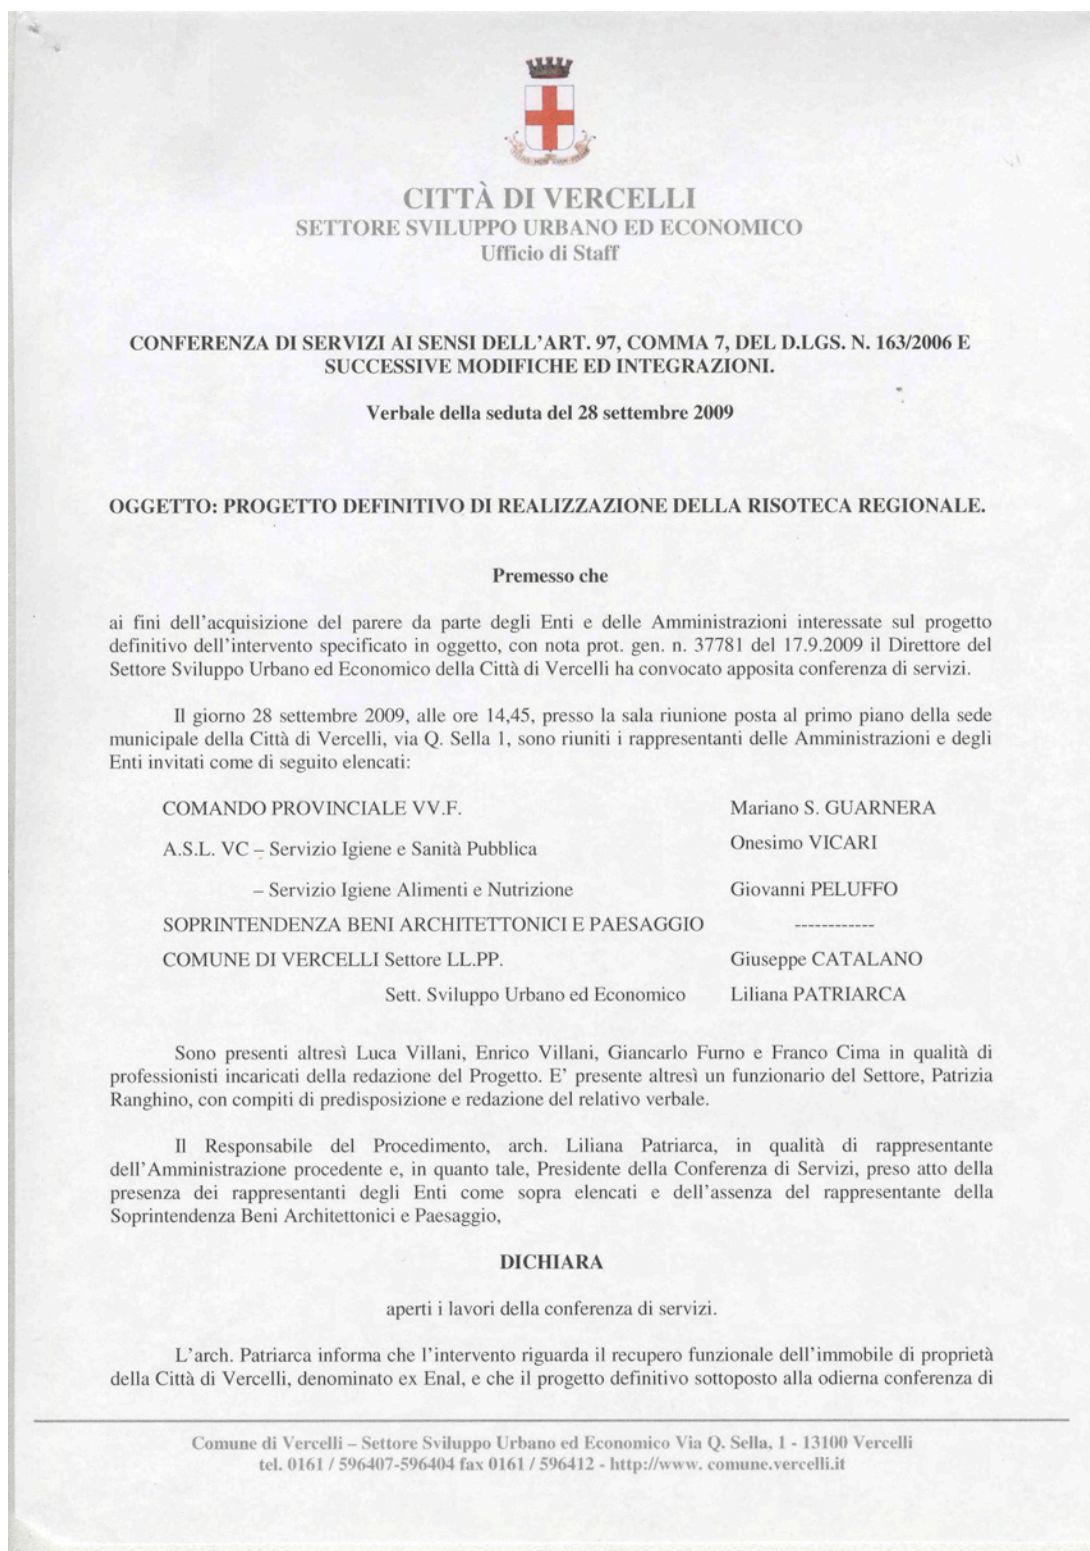 CITTÀ DI VERCELLI
SETTORE SVILUPPO URBANO ED ECONOMICO
Ufficio di Staff
CONFERENZA DI SERVIZI AI SENSI DELL'ART. 97, COMMA 7, DEL D.LGS. N. 163/2006 E
SUCCESSIVE MODIFICHE ED INTEGRAZIONI.
Verbale della seduta del 28 settembre 2009
OGGETTO: PROGETTO DEFINITIVO DI REALIZZAZIONE DELLA RISOTECA REGIONALE.
Premesso che
ai fini dell'acquisizione del parere da parte degli Enti e delle Amministrazioni interessate sul progetto
definitivo dell'intervento specificato in oggetto, con nota prot. gen. n. 37781 del 17.9.2009 il Direttore del
Settore Sviluppo Urbano ed Economico della Città di Vercelli ha convocato apposita conferenza di servizi.
Il giorno 28 settembre 2009, alle ore 14,45, presso la sala riunione posta al primo piano della sede
municipale della Città di Vercelli, via Q. Sella 1, sono riuniti i rappresentanti delle Amministrazioni e degli
Enti invitati come di seguito elencati:
COMANDO PROVINCIALE VV.F. Mariano S. GUARNERA
A.S.L. VC – Servizio Igiene e Sanità Pubblica Onesimo VICARI
– Servizio Igiene Alimenti e Nutrizione Giovanni PELUFFO
SOPRINTENDENZA BENI ARCHITETTONICI E PAESAGGIO ------------
COMUNE DI VERCELLI Settore LL.PP. Giuseppe CATALANO
Sett. Sviluppo Urbano ed Economico Liliana PATRIARCA
Sono presenti altresì Luca Villani, Enrico Villani, Giancarlo Furno e Franco Cima in qualità di
professionisti incaricati della redazione del Progetto. E' presente altresì un funzionario del Settore, Patrizia
Ranghino, con compiti di predisposizione e redazione del relativo verbale.
Il Responsabile del Procedimento, arch. Liliana Patriarca, in qualità di rappresentante
dell'Amministrazione procedente e, in quanto tale, Presidente della Conferenza di Servizi, preso atto della
presenza dei rappresentanti degli Enti come sopra elencati e dell'assenza del rappresentante della
Soprintendenza Beni Architettonici e Paesaggio,
DICHIARA
aperti i lavori della conferenza di servizi.
L'arch. Patriarca informa che l'intervento riguarda il recupero funzionale dell'immobile di proprietà
della Città di Vercelli, denominato ex Enal, e che il progetto definitivo sottoposto alla odierna conferenza di
Comune di Vercelli – Settore Sviluppo Urbano ed Economico Via Q. Sella, 1 - 13100 Vercelli
tel. 0161 / 596407-596404 fax 0161 / 596412 - http://www. comune.vercelli.it